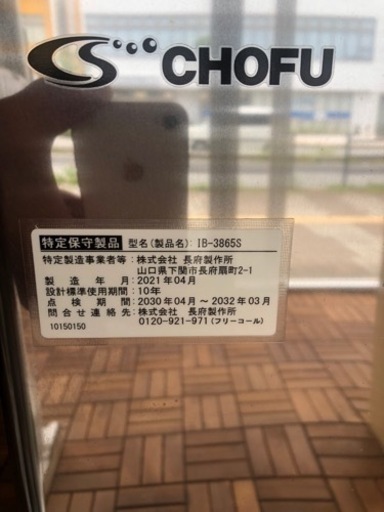 CHOFU
特定保守製品 型名(製品名): IB-3865S
特定製造事業者等: 株式会社 長府製作所
山口県下関市長府扇町2-1
製造年月: 2021年04月
設計標準使用期間: 10年
点検期間: 2030年04月 ~ 2032年03月
問合せ連絡先: 株式会社 長府製作所
10150150 0120-921-971 (フリーコール)